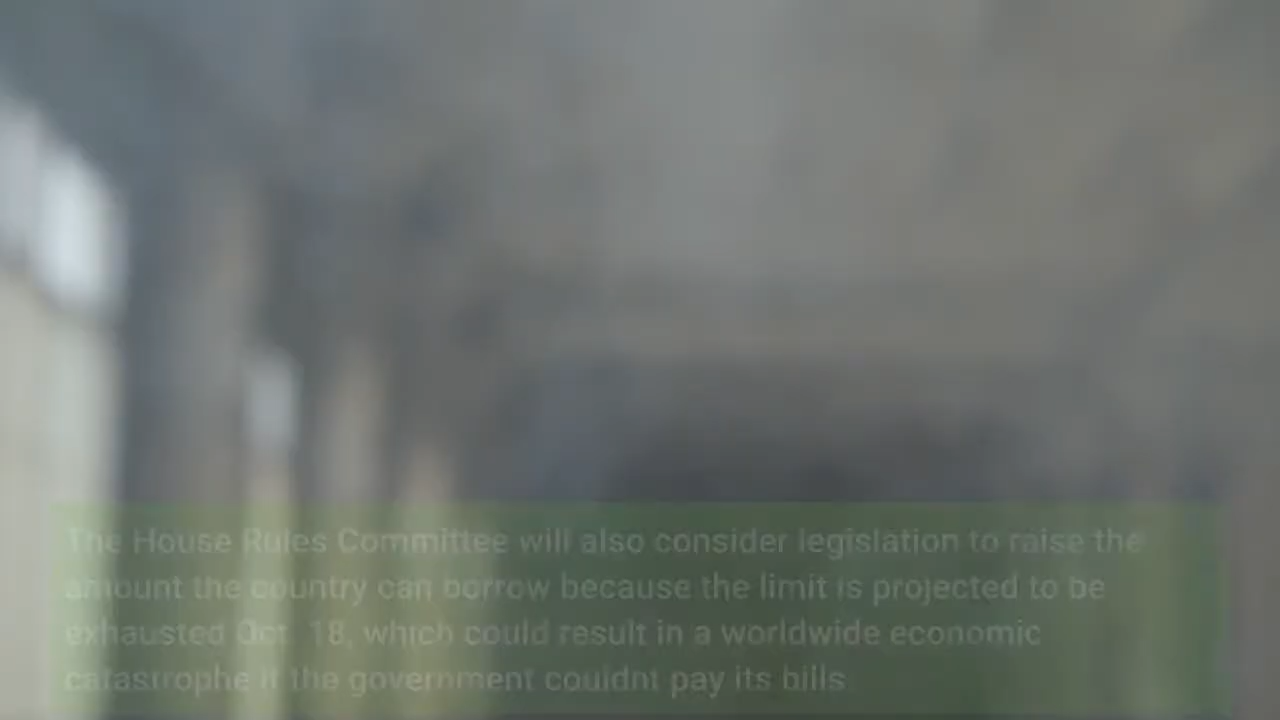 The House Rules Committee will also consider legislation to raise the
amount the country can borrow because the limit is projected to be
exhausted Oct. 18, which could result in a worldwide economic
catastrophe if the government couldnt pay its bills